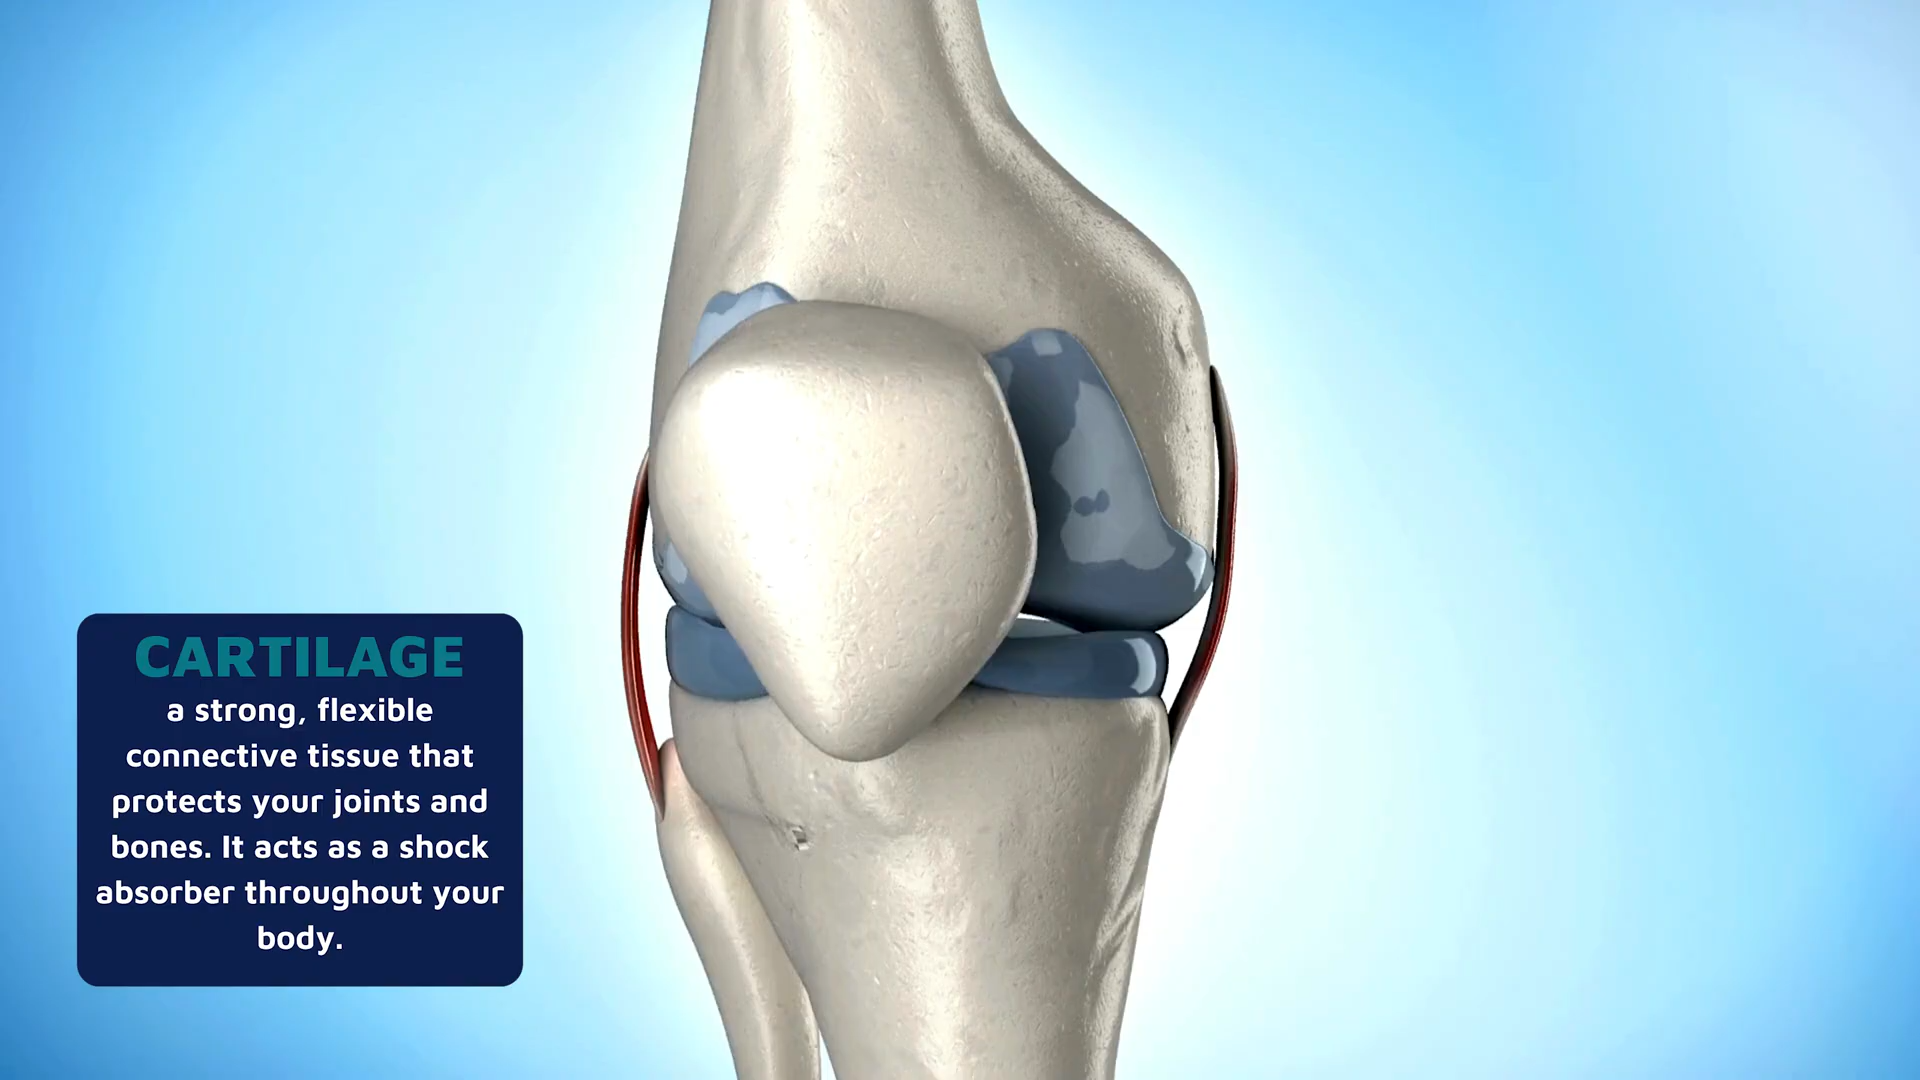 CARTILAGE
a strong, flexible
connective tissue that
protects your joints and
bones. It acts as a shock
absorber throughout your
body.